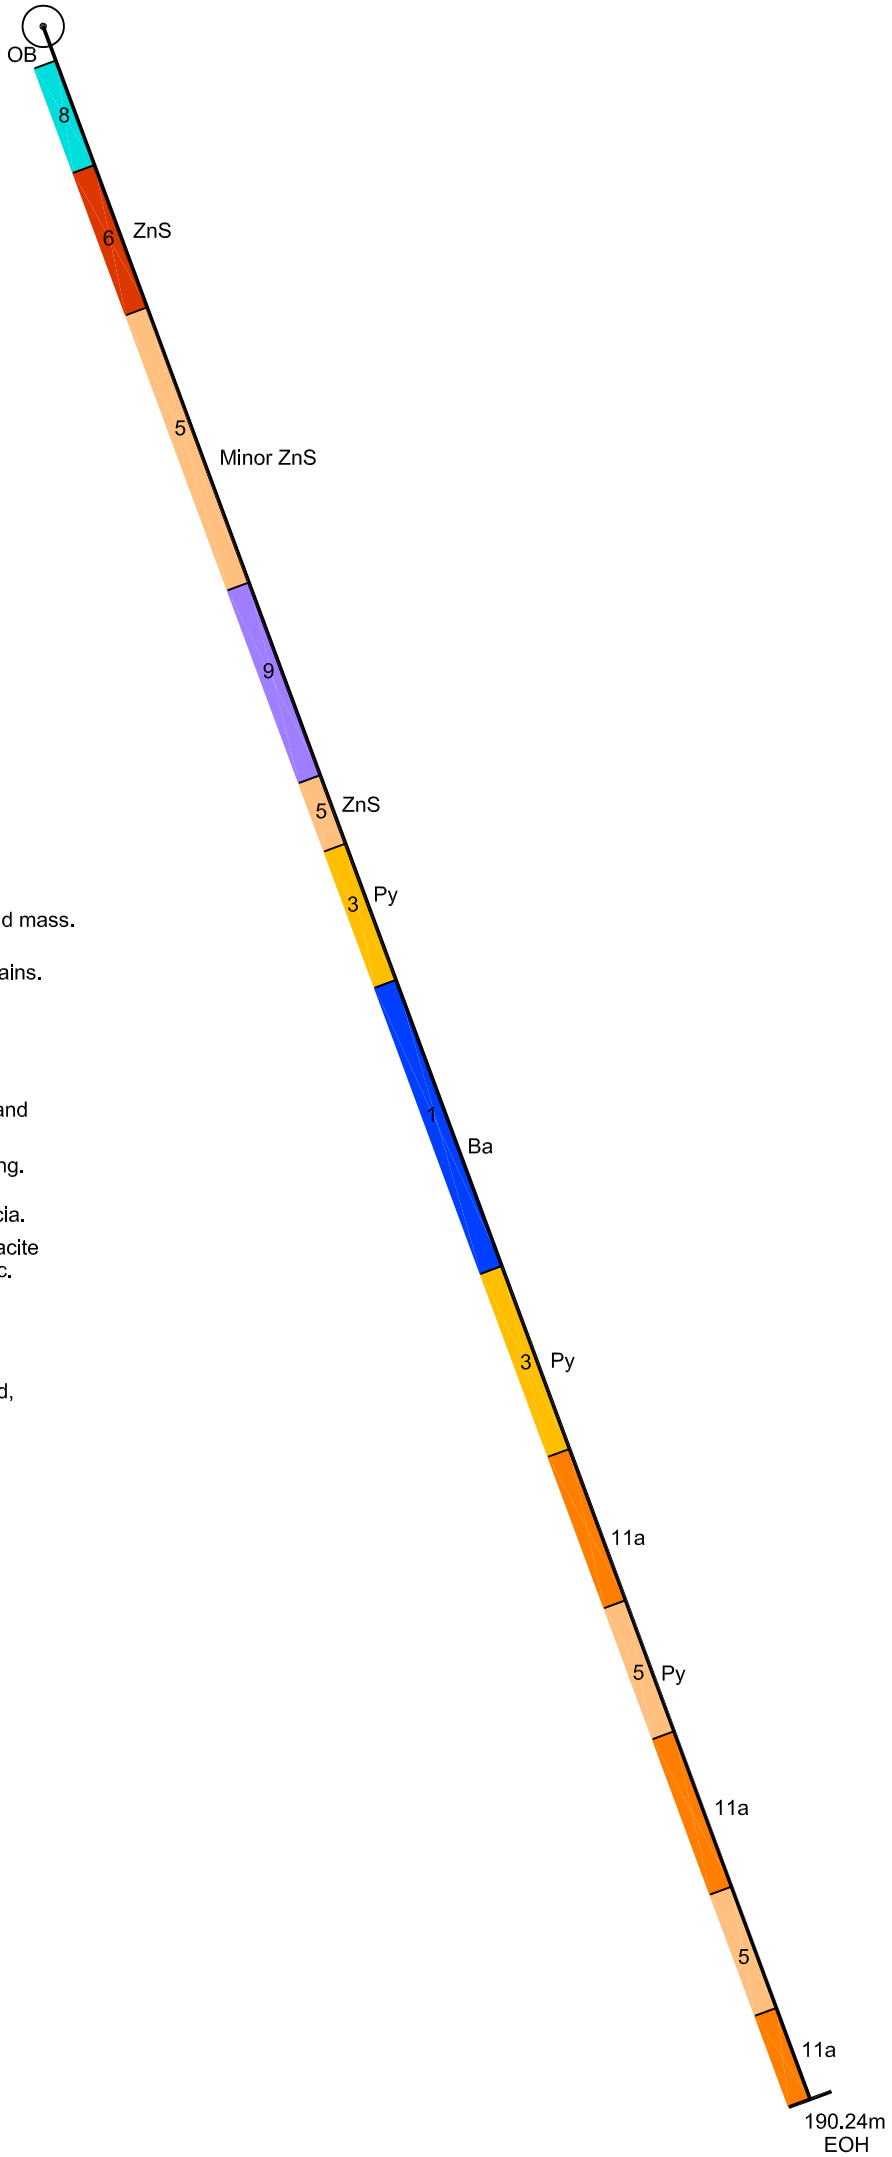 OB
8
6 ZnS
5
Minor ZnS
9
5 ZnS
3 Py
d mass.
ains.
1
and
Ba
ng.
cia.
acite
c.
3 Py
d,
11a
5 Py
11a
5
11a
190.24m
EOH